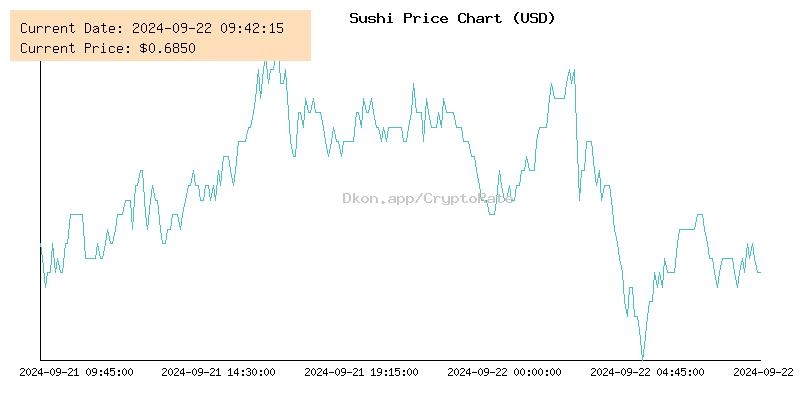 Sushi Price Chart (USD)
Current Date: 2024-09-22 09:42:15
Current Price: $0.6850
Dkon.app/CryptoRate
2024-09-21 09:45:00 2024-09-21 14:30:00 2024-09-21 19:15:00 2024-09-22 00:00:00 2024-09-22 04:45:00 2024-09-22